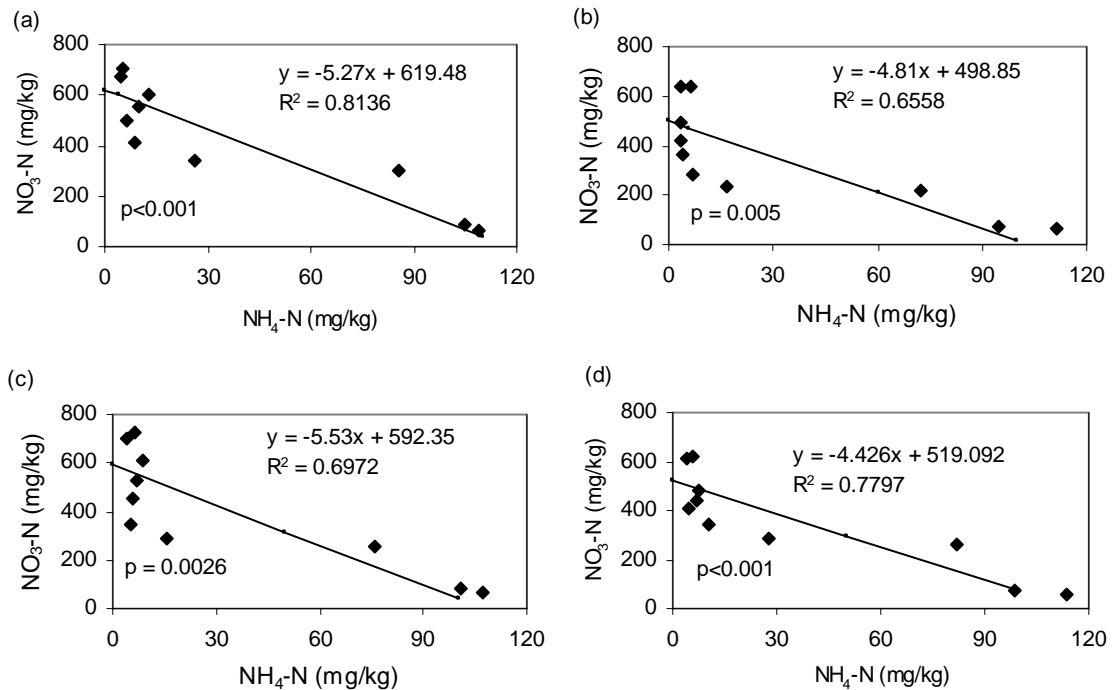 (a)
800
600
400
200
0
0 30 60 90 120
NO₃-N (mg/kg)
NH₄-N (mg/kg)
y = -5.27x + 619.48
R² = 0.8136
p<0.001
(b)
800
600
400
200
0
0 30 60 90 120
NO₃-N (mg/kg)
NH₄-N (mg/kg)
y = -4.81x + 498.85
R² = 0.6558
p = 0.005
(c)
800
600
400
200
0
0 30 60 90 120
NO₃-N (mg/kg)
NH₄-N (mg/kg)
y = -5.53x + 592.35
R² = 0.6972
p = 0.0026
(d)
800
600
400
200
0
0 30 60 90 120
NO₃-N (mg/kg)
NH₄-N (mg/kg)
y = -4.426x + 519.092
R² = 0.7797
p<0.001